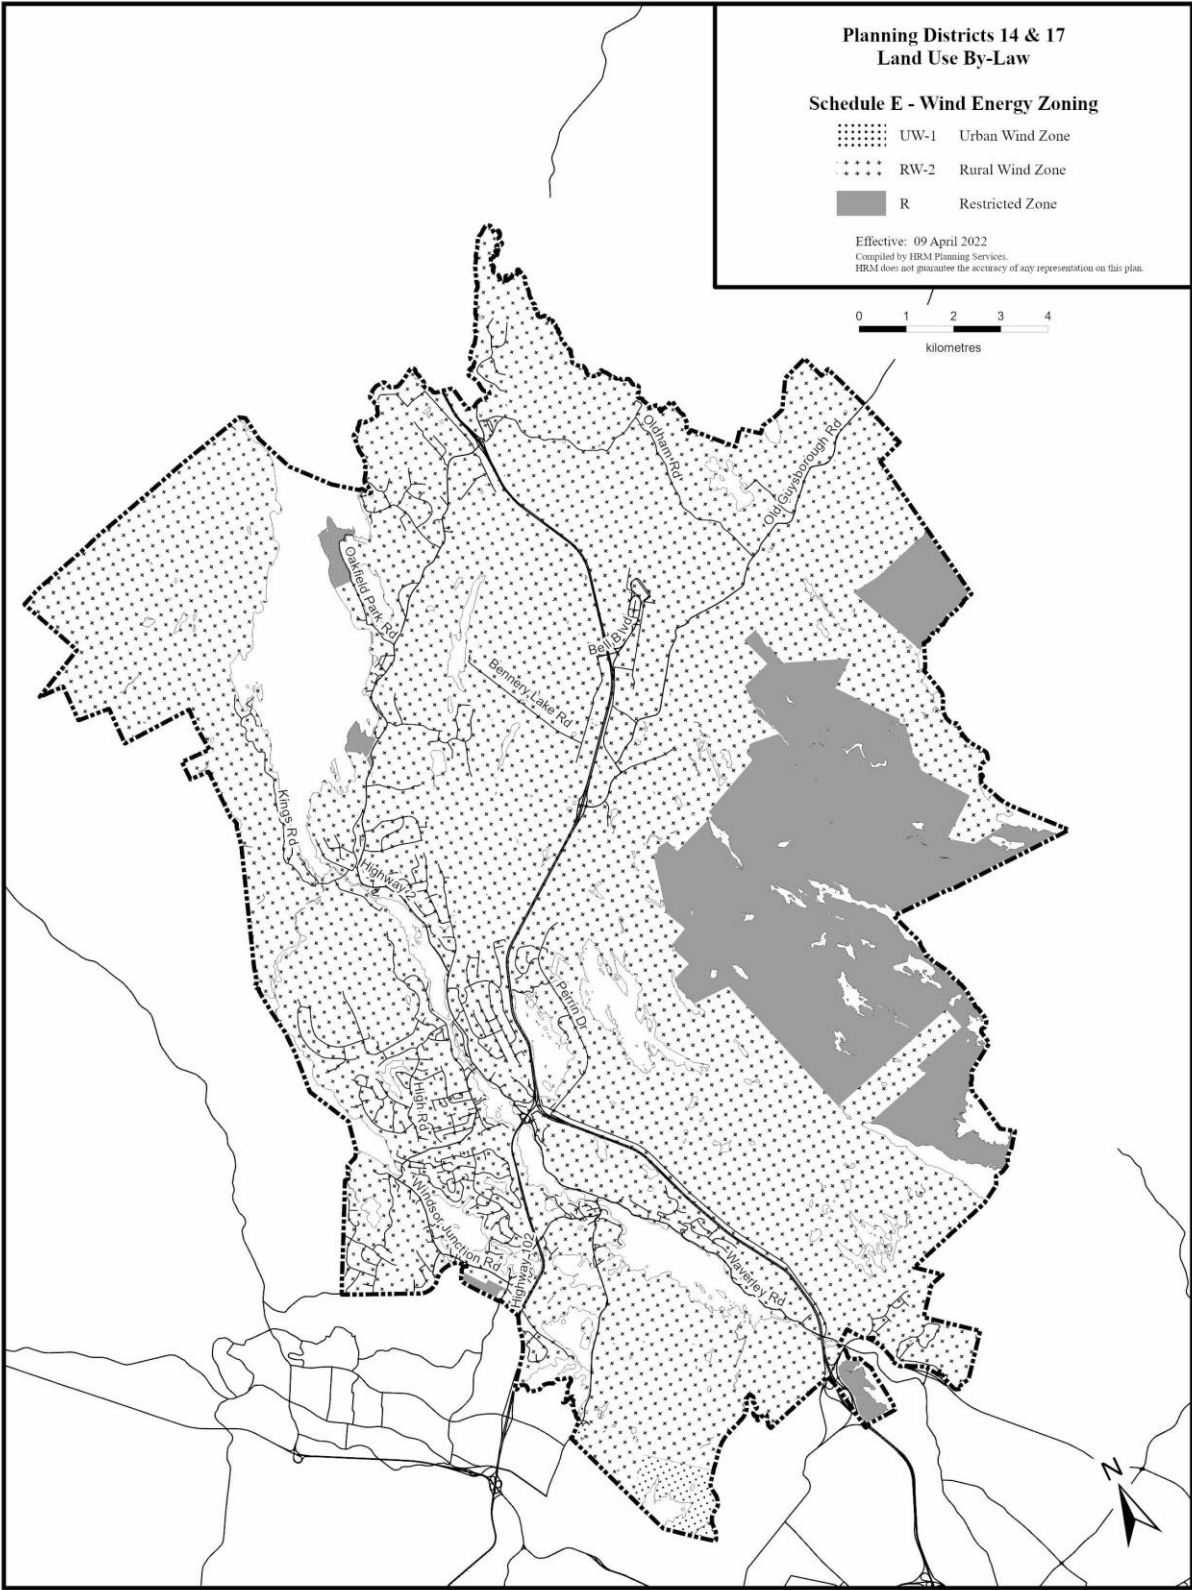 Planning Districts 14 & 17
Land Use By-Law
Schedule E - Wind Energy Zoning
UW-1 Urban Wind Zone
RW-2 Rural Wind Zone
R Restricted Zone
Effective: 09 April 2022
Compiled by HRM Planning Services.
HRM does not guarantee the accuracy of any representation on this plan.
0 1 2 3 4
kilometres
Oldham Rd
Old Guysborough Rd
Oakfield Park Rd
Bell Blvd
Bennery Lake Rd
Kings Rd
Highway 2
Perrin Dr
High Rd
Windsor Junction Rd
Highway 102
Waverley Rd
N